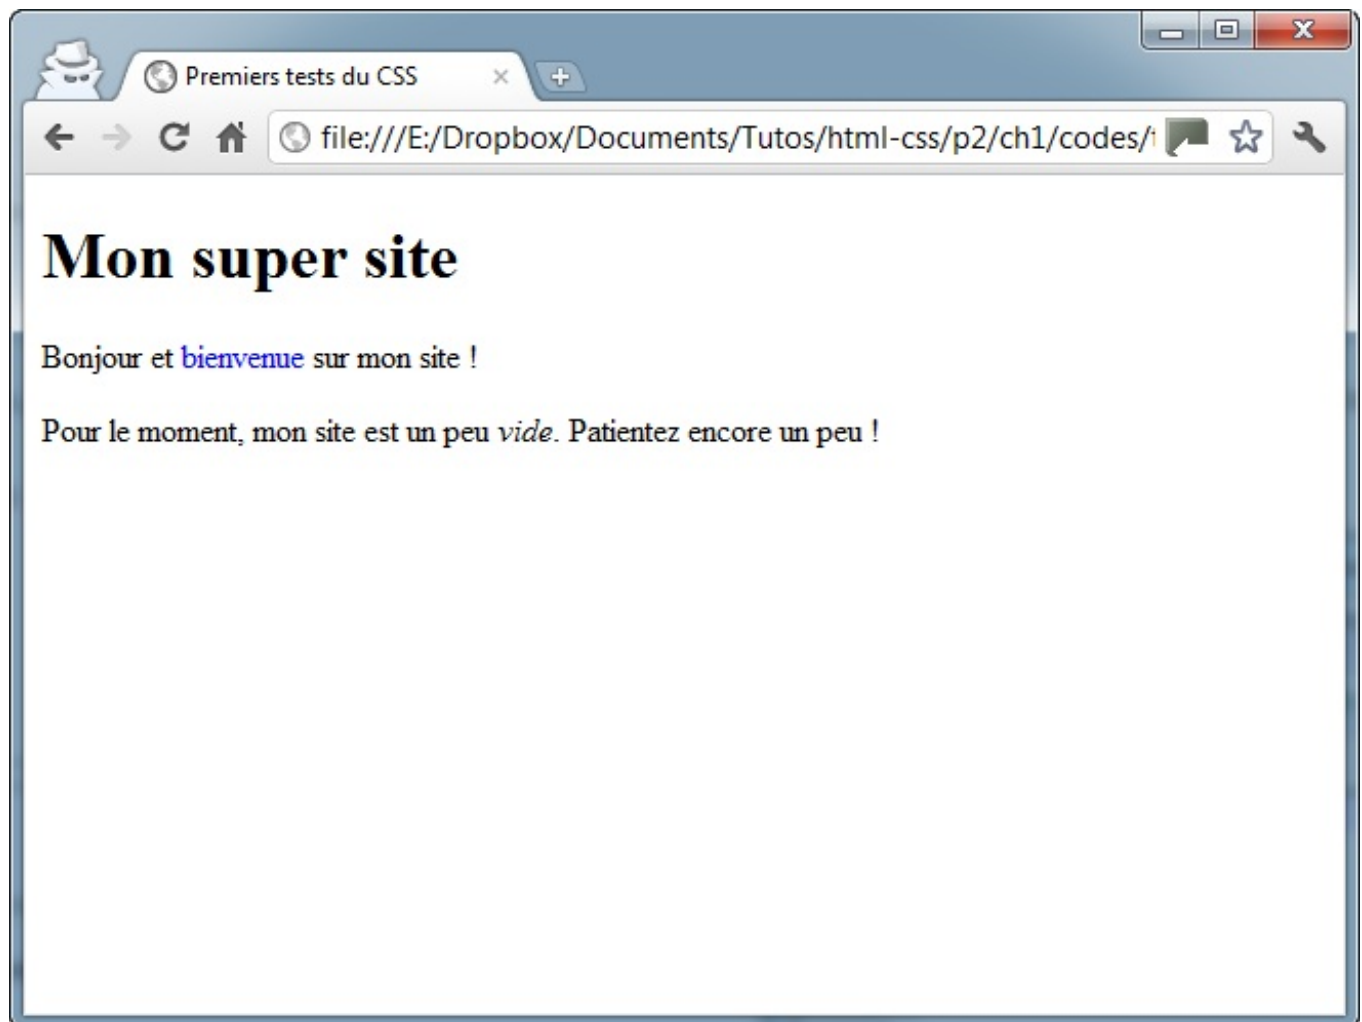 Premiers tests du CSS
file:///E:/Dropbox/Documents/Tutos/html-css/p2/ch1/codes/
Mon super site
Bonjour et bienvenue sur mon site !
Pour le moment, mon site est un peu vide. Patientez encore un peu !